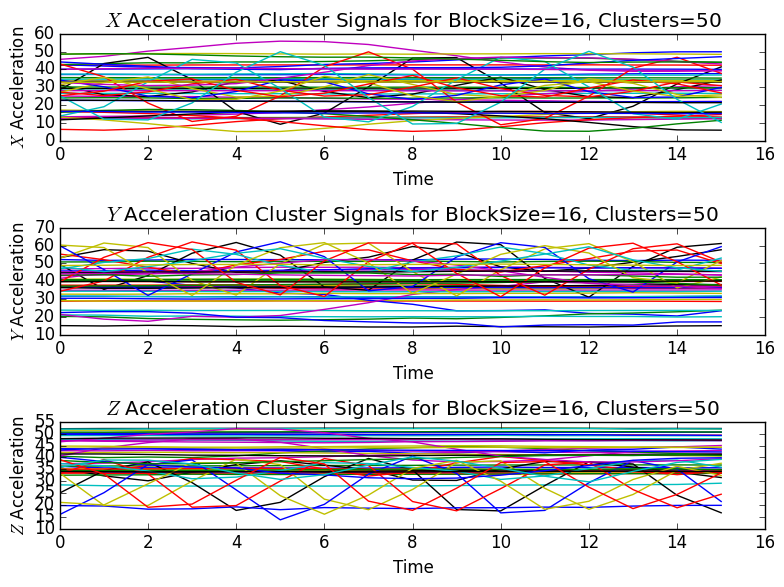 X Acceleration Cluster Signals for BlockSize=16, Clusters=50
60
50
40
30
20
10
0
X Acceleration
0 2 4 6 8 10 12 14 16
Time
Y Acceleration Cluster Signals for BlockSize=16, Clusters=50
70
60
50
40
30
20
10
Y Acceleration
0 2 4 6 8 10 12 14 16
Time
Z Acceleration Cluster Signals for BlockSize=16, Clusters=50
55
50
45
40
35
30
25
20
15
10
Z Acceleration
0 2 4 6 8 10 12 14 16
Time